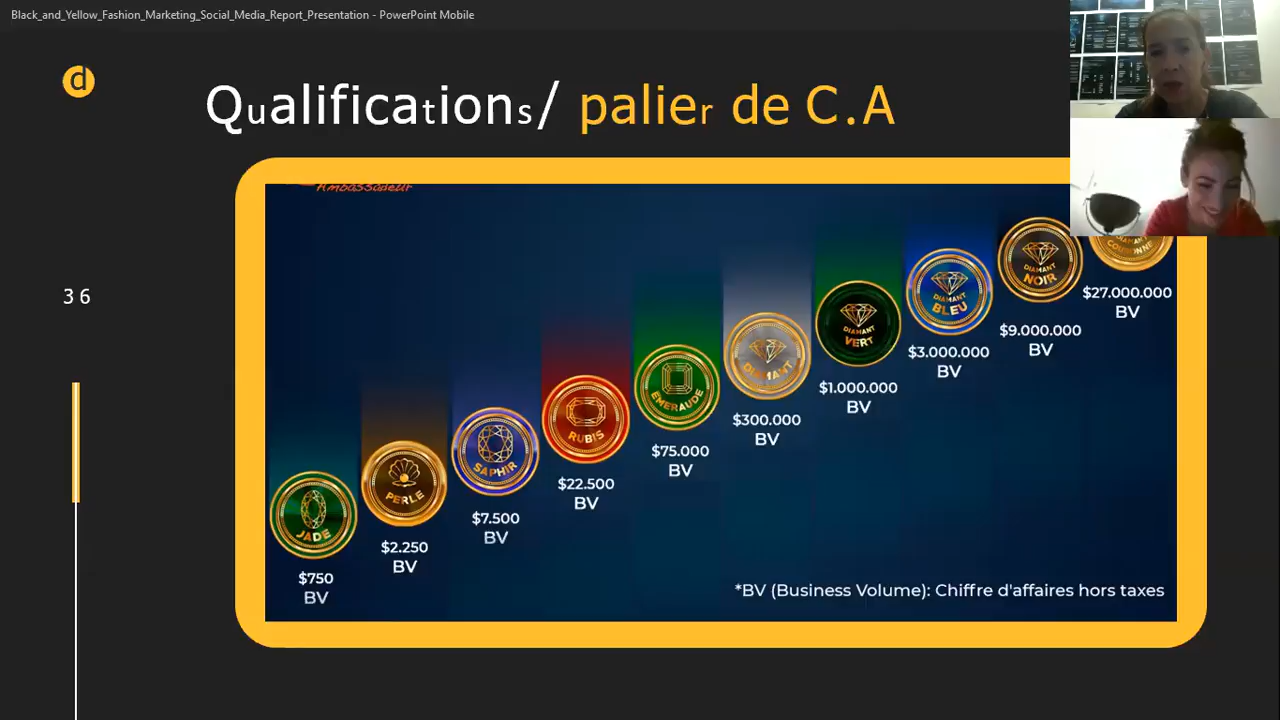 Black_and_Yellow_Fashion_Marketing_Social_Media_Report_Presentation - PowerPoint Mobile
d
Qualifications/ palier de C.A
36
Ambassadeur
JADE
$750
BV
PERLE
$2.250
BV
SAPHIR
$7.500
BV
RUBIS
$22.500
BV
EMERAUDE
$75.000
BV
DIAMANT
$300.000
BV
DIAMANT
VERT
$1.000.000
BV
DIAMANT
BLEU
$3.000.000
BV
DIAMANT
NOIR
$9.000.000
BV
DIAMANT
COURONNE
$27.000.000
BV
*BV (Business Volume): Chiffre d'affaires hors taxes